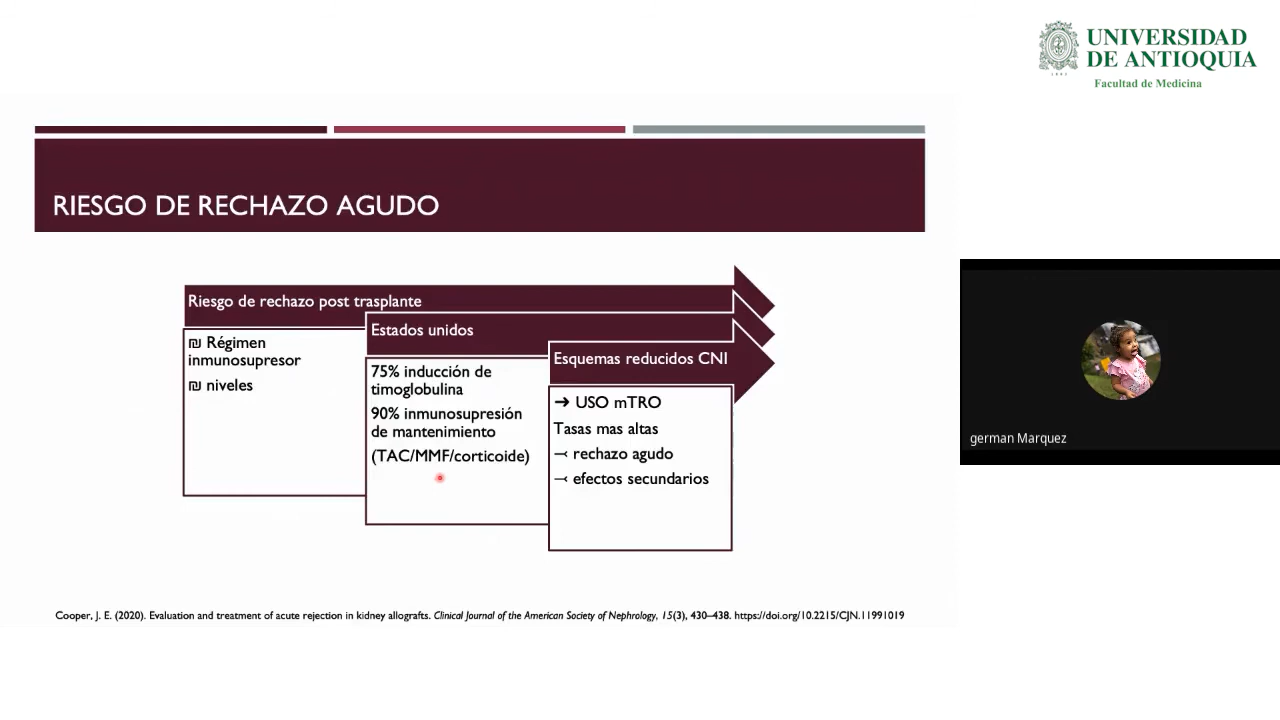 UNIVERSIDAD
DE ANTIOQUIA
1803
Facultad de Medicina
RIESGO DE RECHAZO AGUDO
Riesgo de rechazo post trasplante
₪ Régimen
inmunosupresor
₪ niveles
Estados unidos
75% inducción de
timoglobulina
90% inmunosupresión
de mantenimiento
(TAC/MMF/corticoide)
Esquemas reducidos CNI
➔ USO mTRO
Tasas mas altas
⤙ rechazo agudo
⤙ efectos secundarios
german Marquez
Cooper, J. E. (2020). Evaluation and treatment of acute rejection in kidney allografts. Clinical Journal of the American Society of Nephrology, 15(3), 430–438. https://doi.org/10.2215/CJN.11991019